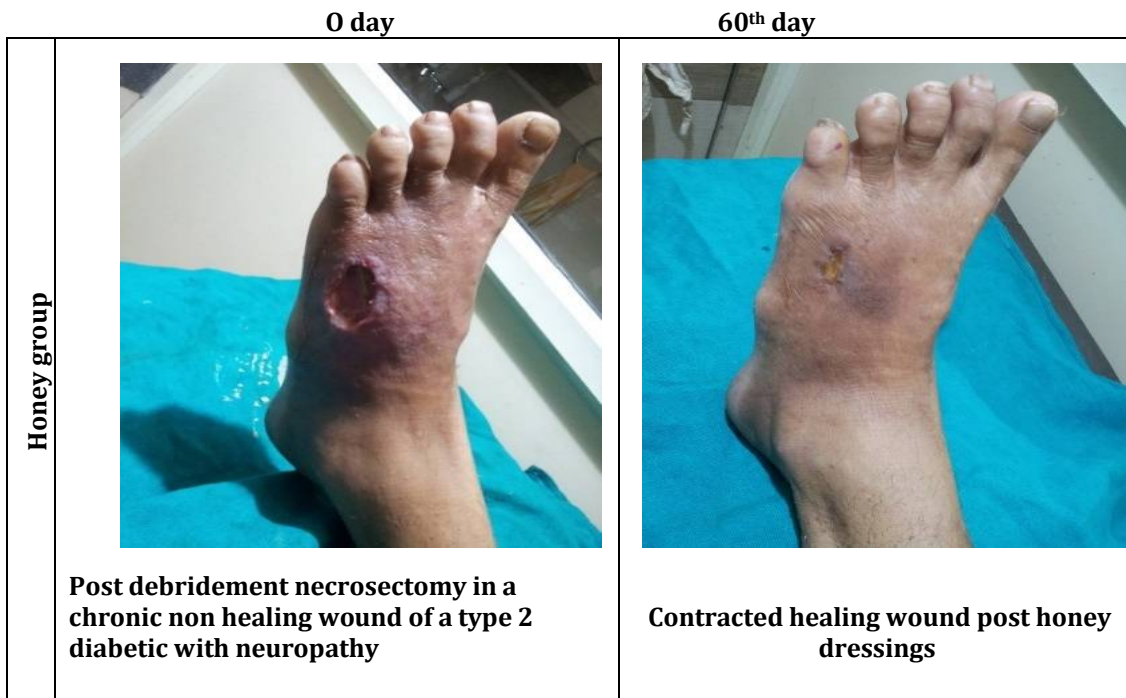 O day
60th day
Honey group
Post debridement necrosectomy in a
chronic non healing wound of a type 2
diabetic with neuropathy
Contracted healing wound post honey
dressings